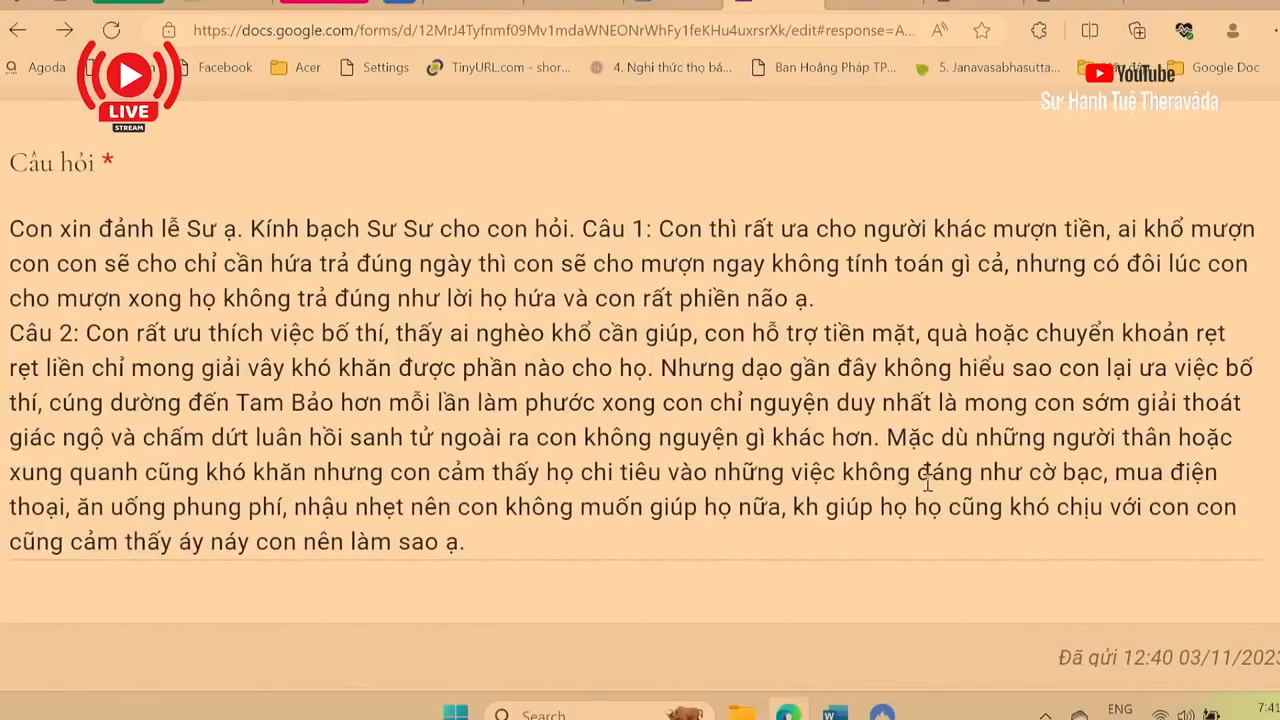 https://docs.google.com/forms/d/12MrJ4Tyfnmf09Mv1mdaWNEONrWhFy1feKHu4uxrsrXk/edit#response=A...
Agoda
Facebook
Acer
Settings
TinyURL.com - shor...
4. Nghi thức thọ bá...
Ban Hoằng Pháp TP...
5. Janavasabhasutta...
Google Doc
LIVE
STREAM
YouTube
Sư Hạnh Tuệ Theravāda
Câu hỏi *
Con xin đảnh lễ Sư ạ. Kính bạch Sư Sư cho con hỏi. Câu 1: Con thì rất ưa cho người khác mượn tiền, ai khổ mượn
con con sẽ cho chỉ cần hứa trả đúng ngày thì con sẽ cho mượn ngay không tính toán gì cả, nhưng có đôi lúc con
cho mượn xong họ không trả đúng như lời họ hứa và con rất phiền não ạ.
Câu 2: Con rất ưu thích việc bố thí, thấy ai nghèo khổ cần giúp, con hỗ trợ tiền mặt, quà hoặc chuyển khoản rẹt
rẹt liền chỉ mong giải vây khó khăn được phần nào cho họ. Nhưng dạo gần đây không hiểu sao con lại ưa việc bố
thí, cúng dường đến Tam Bảo hơn mỗi lần làm phước xong con chỉ nguyện duy nhất là mong con sớm giải thoát
giác ngộ và chấm dứt luân hồi sanh tử ngoài ra con không nguyện gì khác hơn. Mặc dù những người thân hoặc
xung quanh cũng khó khăn nhưng con cảm thấy họ chi tiêu vào những việc không đáng như cờ bạc, mua điện
thoại, ăn uống phung phí, nhậu nhẹt nên con không muốn giúp họ nữa, kh giúp họ họ cũng khó chịu với con con
cũng cảm thấy áy náy con nên làm sao ạ.
Đã gửi 12:40 03/11/2023
Search
ENG
7:41